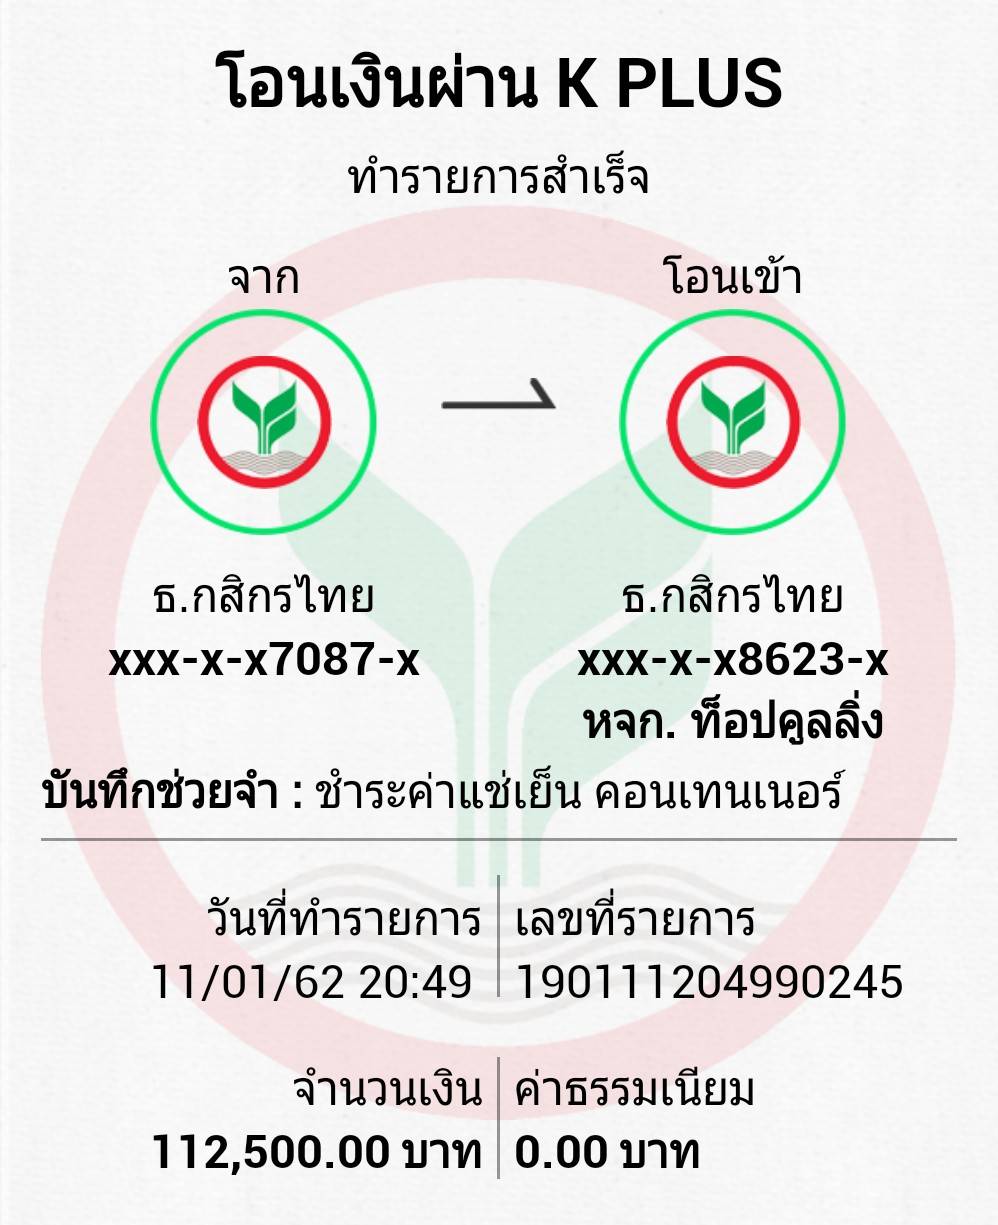 โอนเงินผ่าน K PLUS
ทำรายการสำเร็จ
จาก
โอนเข้า
ธ.กสิกรไทย
xxx-x-x7087-x
ธ.กสิกรไทย
xxx-x-x8623-x
หจก. ท็อปคูลลิ่ง
บันทึกช่วยจำ : ชำระค่าแช่เย็น คอนเทนเนอร์
วันที่ทำรายการ
11/01/62 20:49
เลขที่รายการ
190111204990245
จำนวนเงิน
112,500.00 บาท
ค่าธรรมเนียม
0.00 บาท